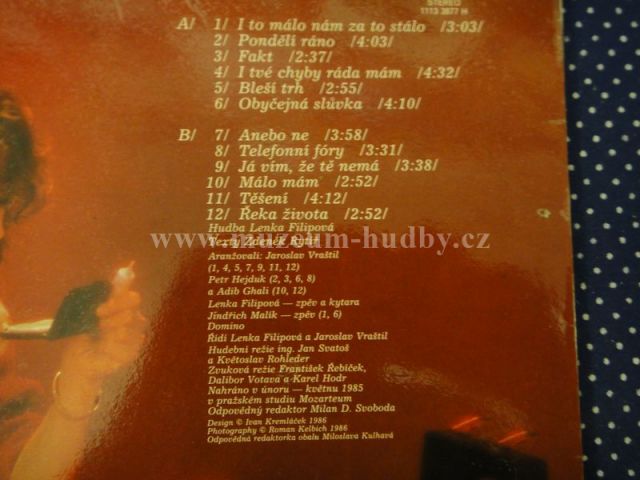 STEREO
1113 3877 H
A/ 1/ I to málo nám za to stálo /3:03/
2/ Pondělí ráno /4:03/
3/ Fakt /2:37/
4/ I tvé chyby ráda mám /4:32/
5/ Bleší trh /2:55/
6/ Obyčejná slůvka /4:10/
B/ 7/ Anebo ne /3:58/
8/ Telefonní fóry /3:31/
9/ Já vím, že tě nemá /3:38/
10/ Málo mám /2:52/
11/ Těšení /4:12/
12/ Řeka života /2:52/
Hudba Lenka Filipová
Texty Zdeněk Rytíř
www.muzeum-hudby.cz
Aranžovali: Jaroslav Vraštil
(1, 4, 5, 7, 9, 11, 12)
Petr Hejduk (2, 3, 6, 8)
a Adib Ghali (10, 12)
Lenka Filipová — zpěv a kytara
Jindřich Malík — zpěv (1, 6)
Domino
Řídí Lenka Filipová a Jaroslav Vraštil
Hudební režie ing. Jan Svatoš
a Květoslav Rohleder
Zvuková režie František Řebíček,
Dalibor Votava a Karel Hodr
Nahráno v únoru — květnu 1985
v pražském studiu Mozarteum
Odpovědný redaktor Milan D. Svoboda
Design © Ivan Kremláček 1986
Photography © Roman Kelbich 1986
Odpovědná redaktorka obalu Miloslava Kulhavá